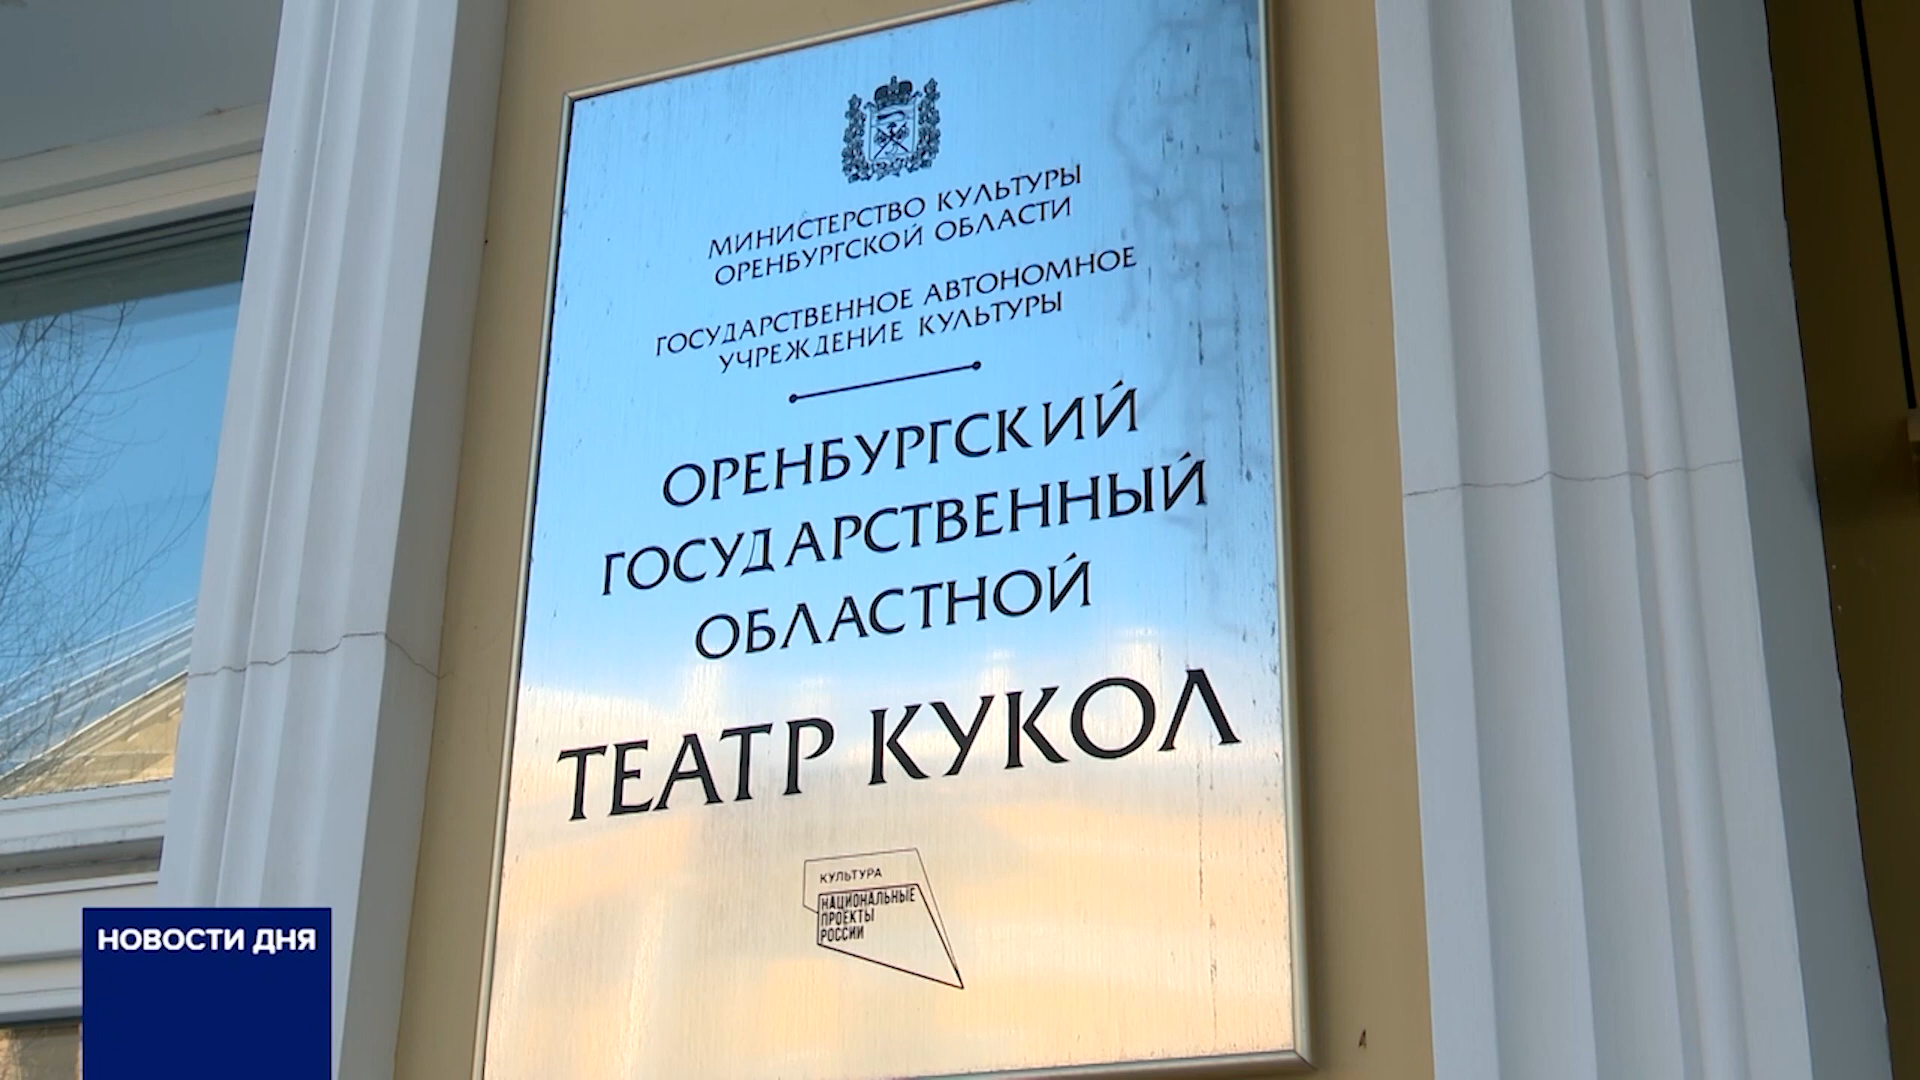 МИНИСТЕРСТВО КУЛЬТУРЫ
ОРЕНБУРГСКОЙ ОБЛАСТИ
ГОСУДАРСТВЕННОЕ АВТОНОМНОЕ
УЧРЕЖДЕНИЕ КУЛЬТУРЫ
ОРЕНБУРГСКИЙ
ГОСУДАРСТВЕННЫЙ
ОБЛАСТНОЙ
ТЕАТР КУКОЛ
КУЛЬТУРА
НАЦИОНАЛЬНЫЕ
ПРОЕКТЫ
РОССИИ
НОВОСТИ ДНЯ